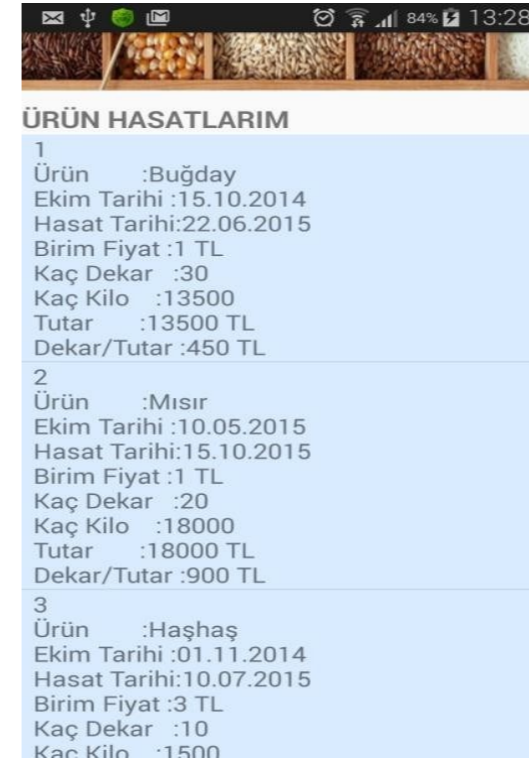 84% 13:28
ÜRÜN HASATLARIM
1
Ürün :Buğday
Ekim Tarihi :15.10.2014
Hasat Tarihi:22.06.2015
Birim Fiyat :1 TL
Kaç Dekar :30
Kaç Kilo :13500
Tutar :13500 TL
Dekar/Tutar :450 TL
2
Ürün :Mısır
Ekim Tarihi :10.05.2015
Hasat Tarihi:15.10.2015
Birim Fiyat :1 TL
Kaç Dekar :20
Kaç Kilo :18000
Tutar :18000 TL
Dekar/Tutar :900 TL
3
Ürün :Haşhaş
Ekim Tarihi :01.11.2014
Hasat Tarihi:10.07.2015
Birim Fiyat :3 TL
Kaç Dekar :10
Kaç Kilo :1500